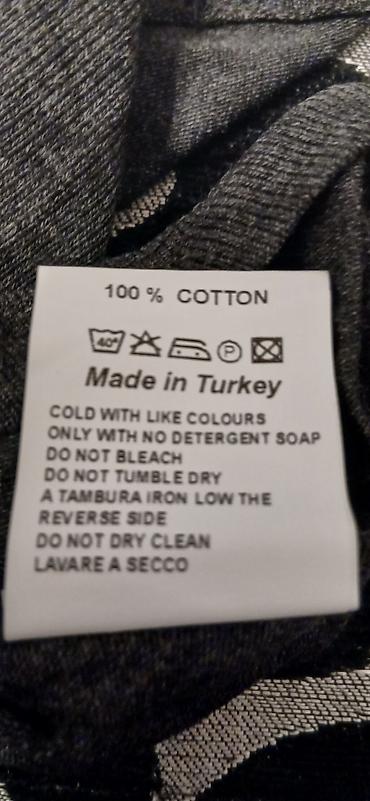 100 % COTTON
40° P
Made in Turkey
COLD WITH LIKE COLOURS
ONLY WITH NO DETERGENT SOAP
DO NOT BLEACH
DO NOT TUMBLE DRY
A TAMBURA IRON LOW THE
REVERSE SIDE
DO NOT DRY CLEAN
LAVARE A SECCO